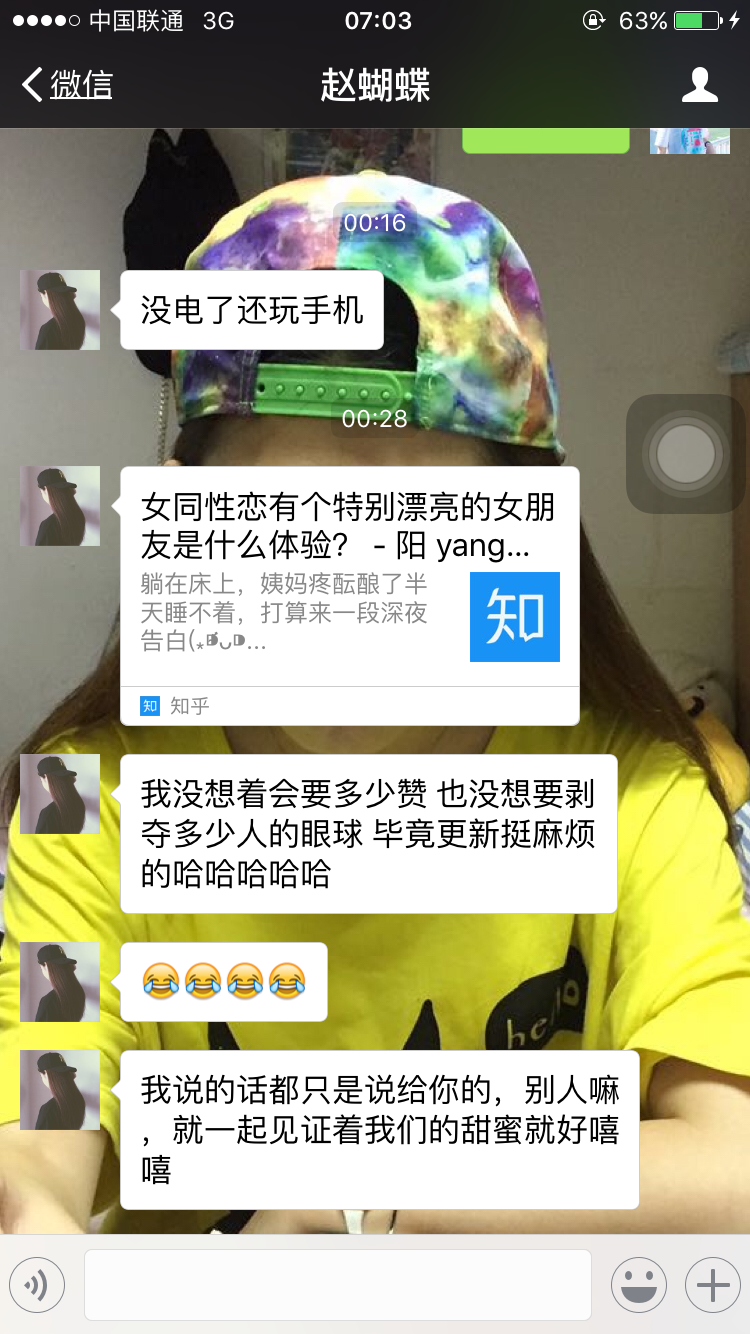 中国联通 3G 07:03 63%
微信 赵蝴蝶
00:16
没电了还玩手机
00:28
女同性恋有个特别漂亮的女朋
友是什么体验？ - 阳 yang...
躺在床上，姨妈疼酝酿了半
天睡不着，打算来一段深夜
告白
知
知 知乎
我没想着会要多少赞 也没想要剥
夺多少人的眼球 毕竟更新挺麻烦
的哈哈哈哈哈
😂😂😂😂
我说的话都只是说给你的，别人嘛
，就一起见证着我们的甜蜜就好嘻
嘻
hello